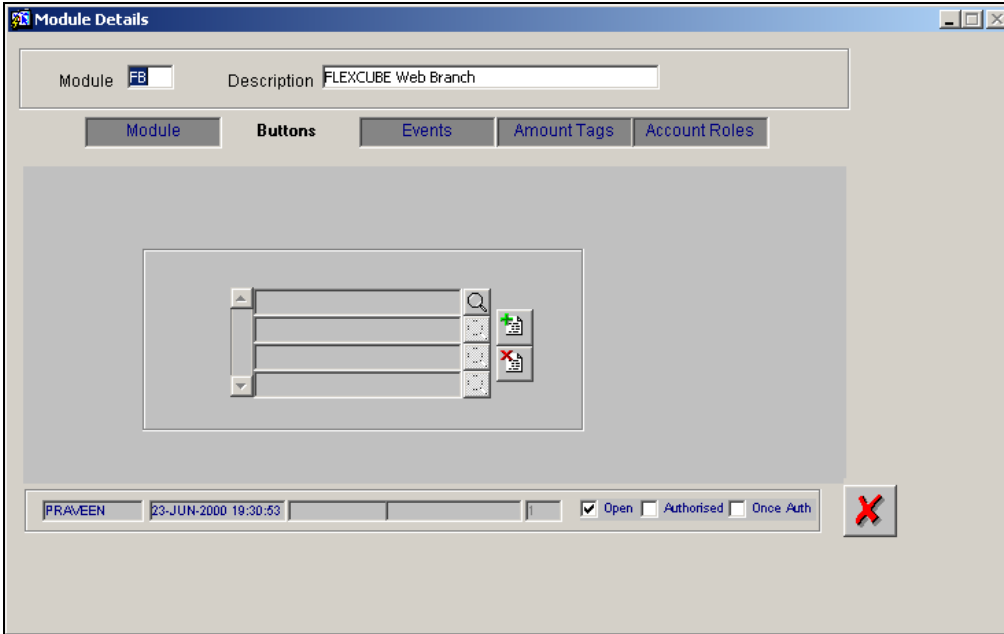 Module Details
Module FB Description FLEXCUBE Web Branch
Module Buttons Events Amount Tags Account Roles
PRAVEEN 23-JUN-2000 19:30:53 1 Open Authorised Once Auth